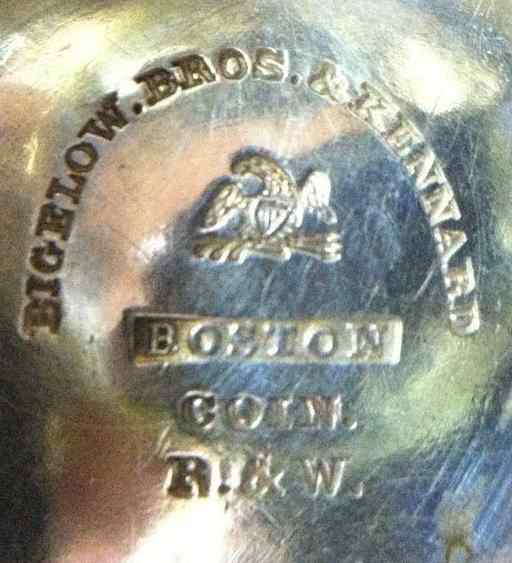 BIGELOW. BROS. & KENNARD
BOSTON
COIN.
R. & W.